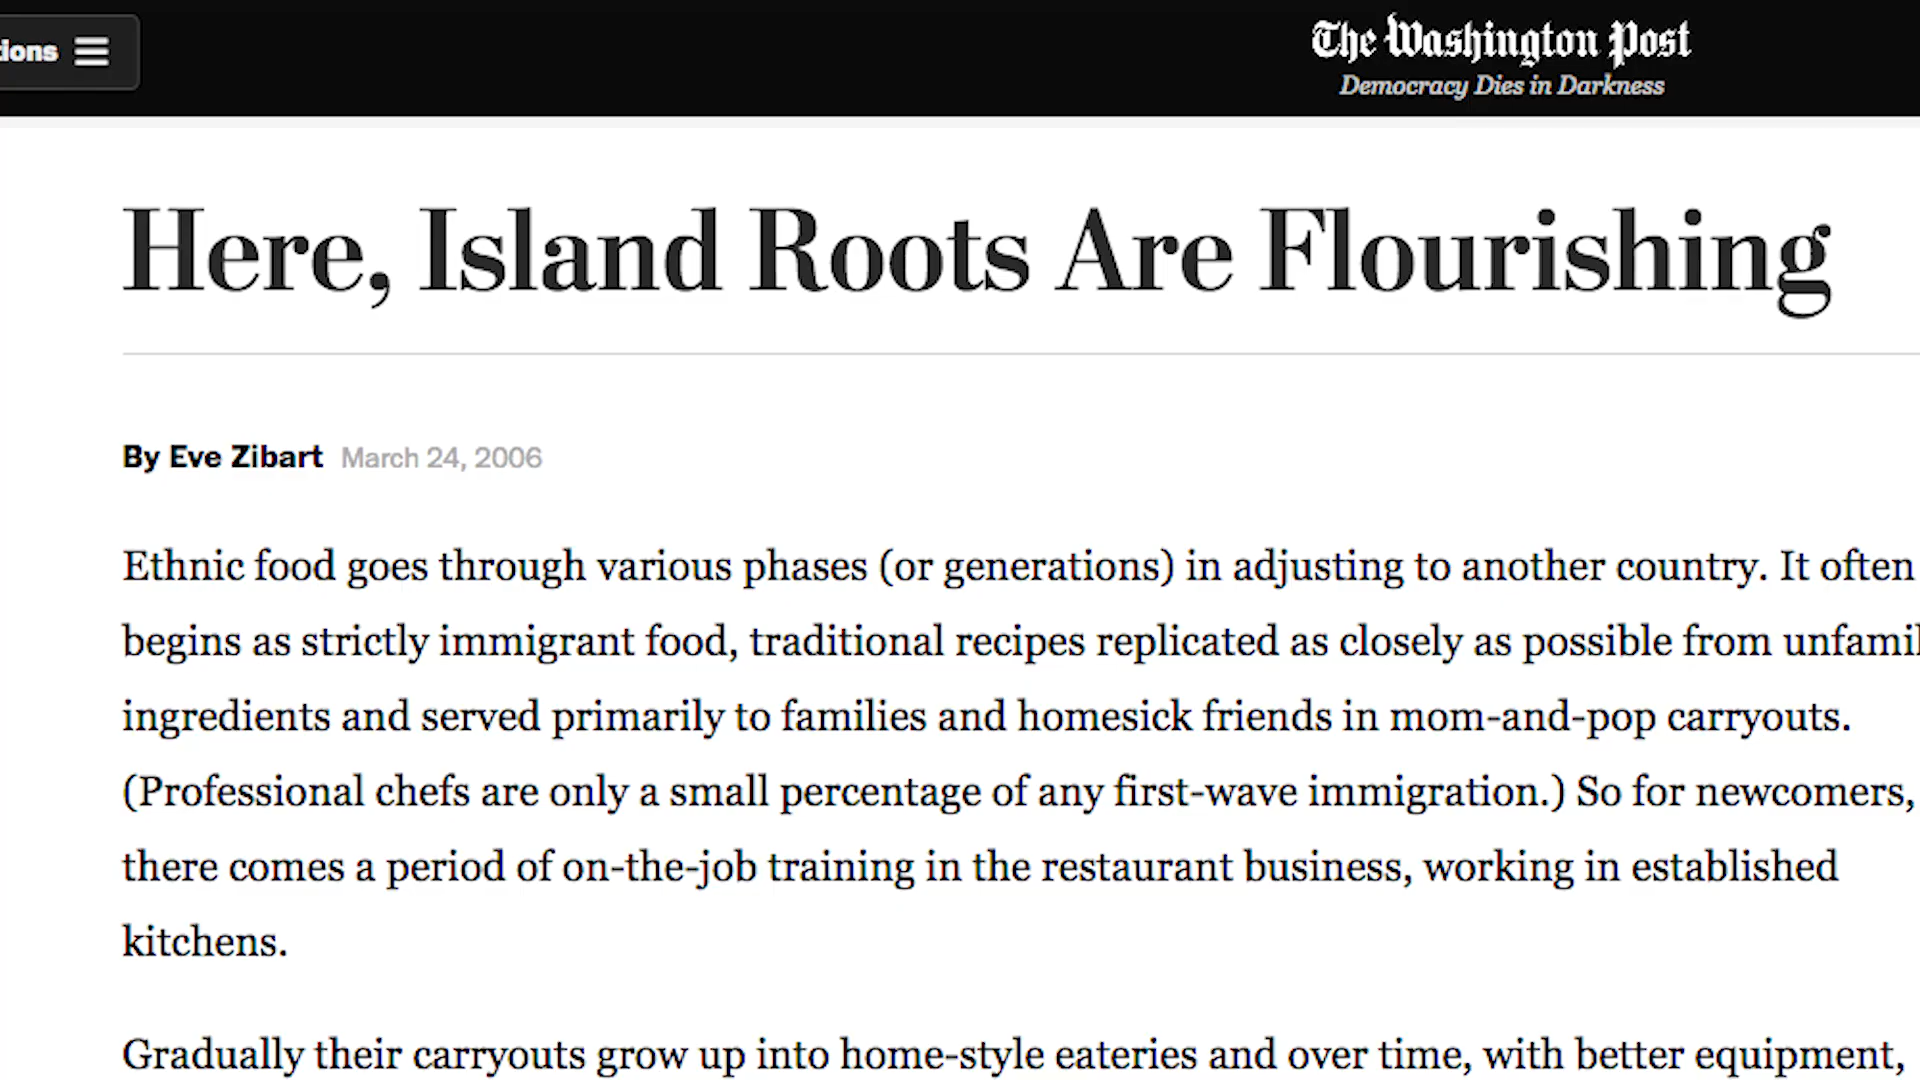 The Washington Post
Democracy Dies in Darkness
Here, Island Roots Are Flourishing
By Eve Zibart March 24, 2006
Ethnic food goes through various phases (or generations) in adjusting to another country. It often
begins as strictly immigrant food, traditional recipes replicated as closely as possible from
ingredients and served primarily to families and homesick friends in mom-and-pop carryouts.
(Professional chefs are only a small percentage of any first-wave immigration.) So for newcomers,
there comes a period of on-the-job training in the restaurant business, working in established
kitchens.
Gradually their carryouts grow up into home-style eateries and over time, with better equipment,